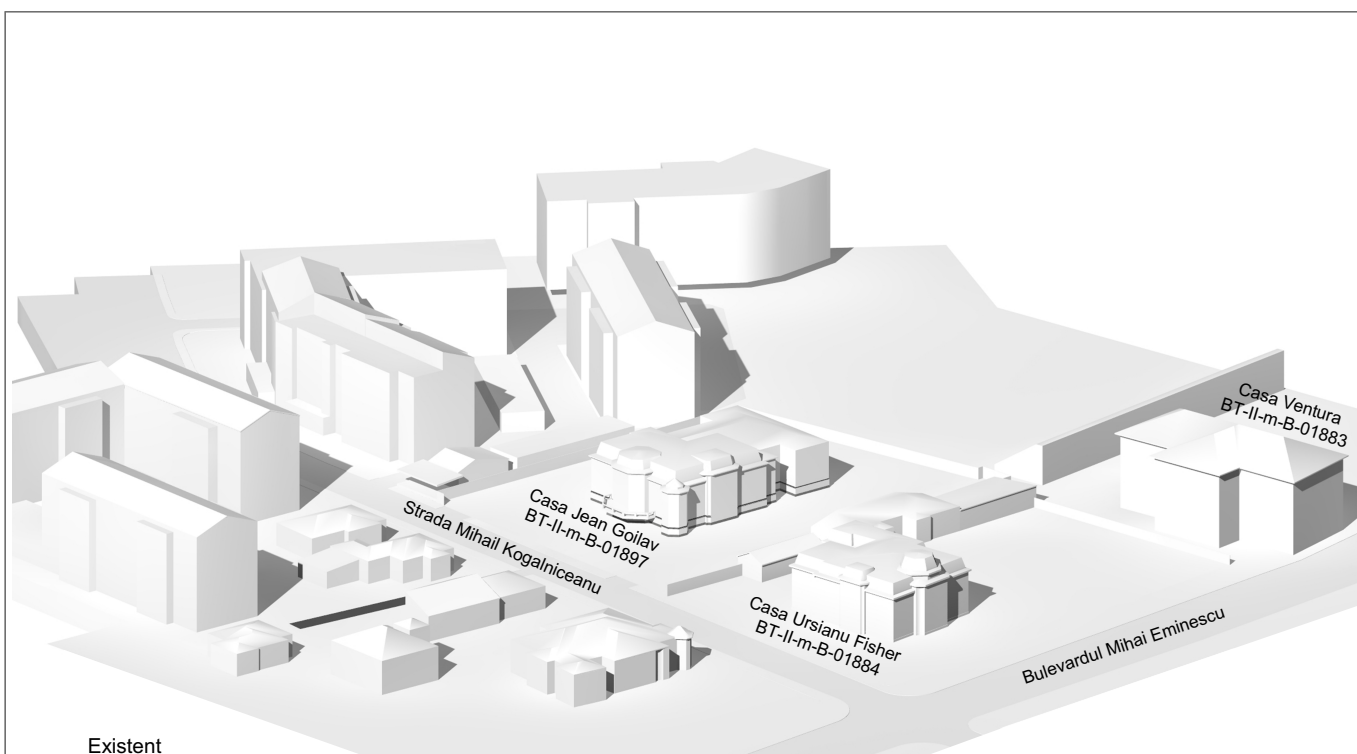 Casa Ventura
BT-II-m-B-01883
Casa Jean Goilav
BT-II-m-B-01897
Strada Mihail Kogalniceanu
Casa Ursianu Fisher
BT-II-m-B-01884
Bulevardul Mihai Eminescu
Existent